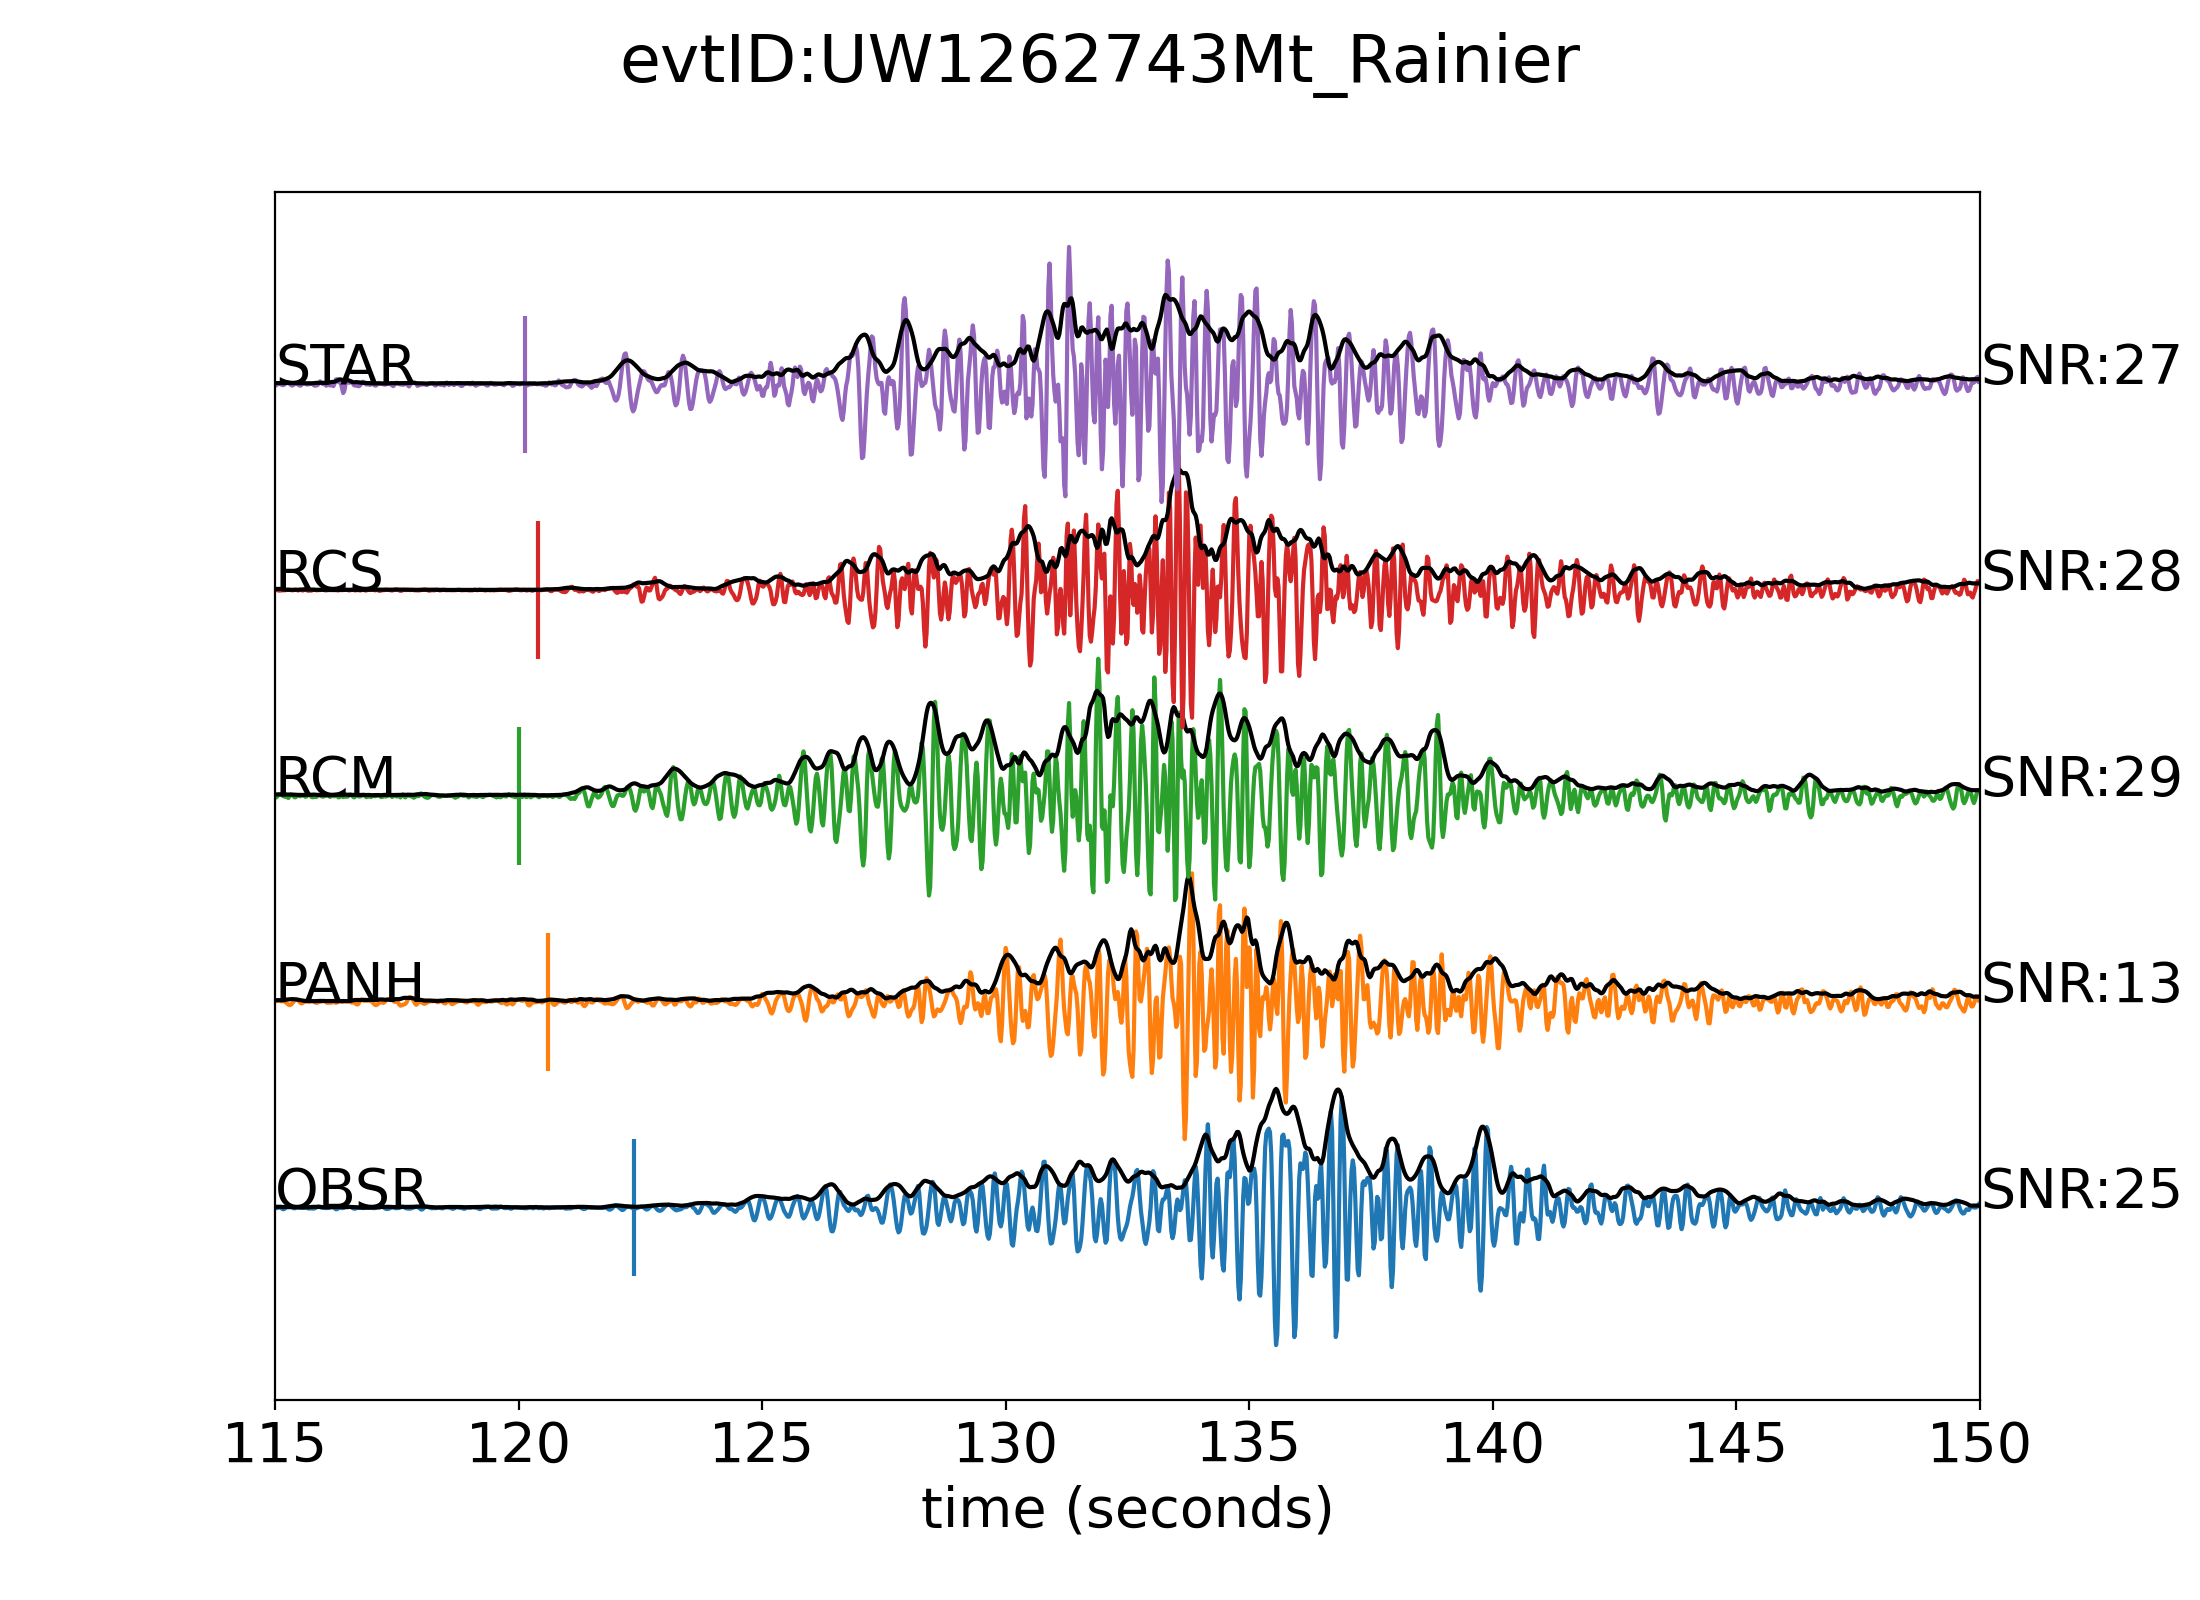 evtID:UW1262743Mt_Rainier
STAR SNR:27
RCS SNR:28
RCM SNR:29
PANH SNR:13
OBSR SNR:25
115 120 125 130 135 140 145 150
time (seconds)